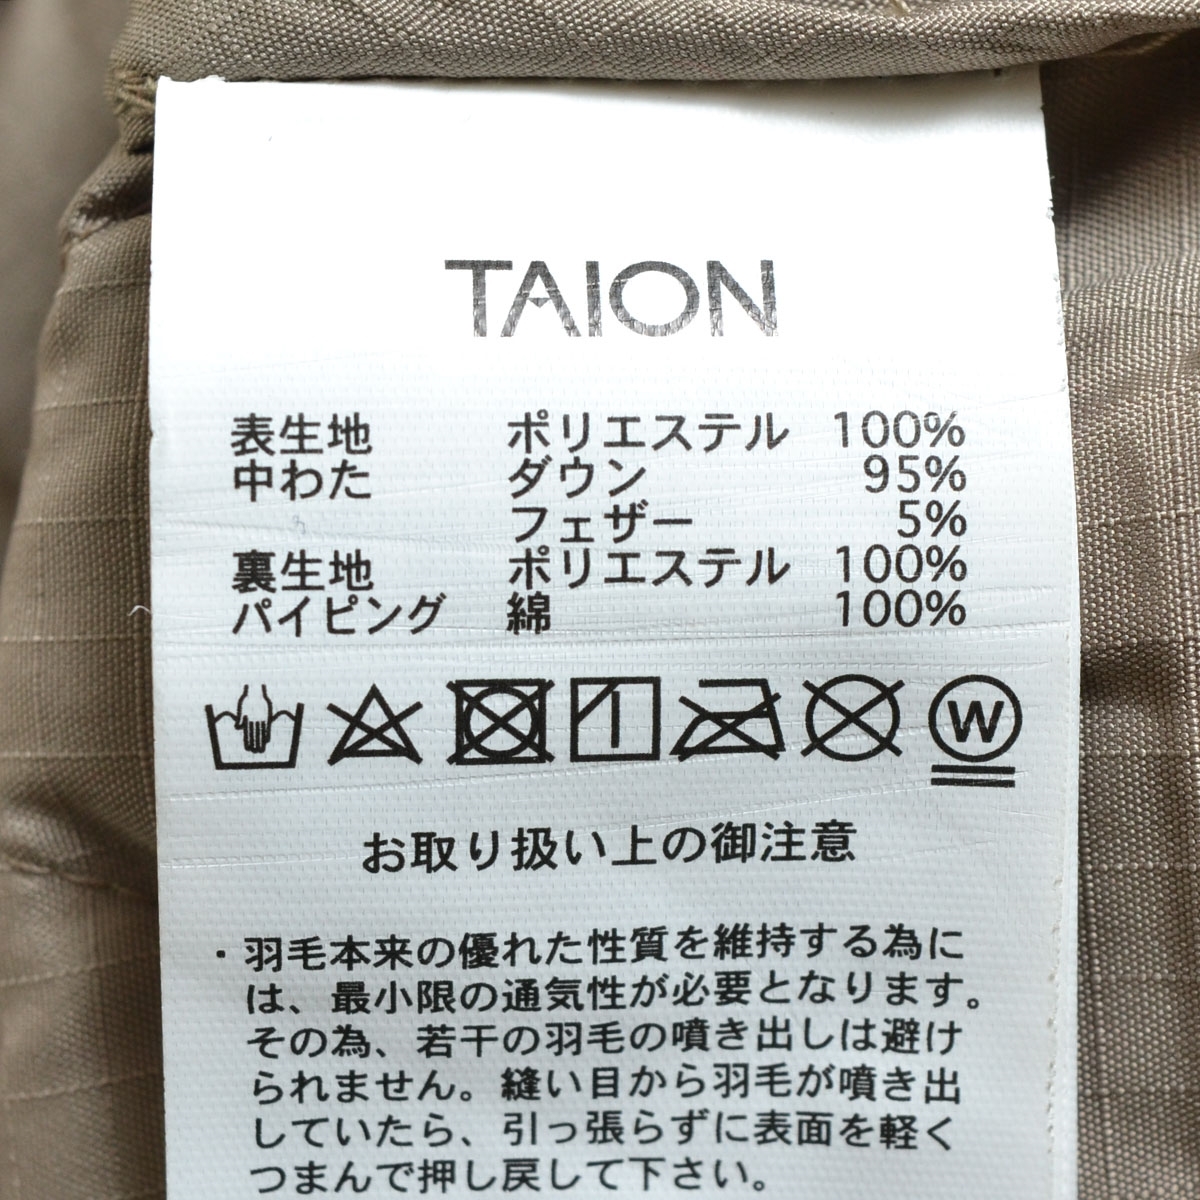 TAION
表生地 ポリエステル 100%
中わた ダウン 95%
フェザー 5%
裏生地 ポリエステル 100%
パイピング 綿 100%
W
お取り扱い上の御注意
・羽毛本来の優れた性質を維持する為に
は、最小限の通気性が必要となります。
その為、若干の羽毛の噴き出しは避け
られません。縫い目から羽毛が噴き出
していたら、引っ張らずに表面を軽く
つまんで押し戻して下さい。